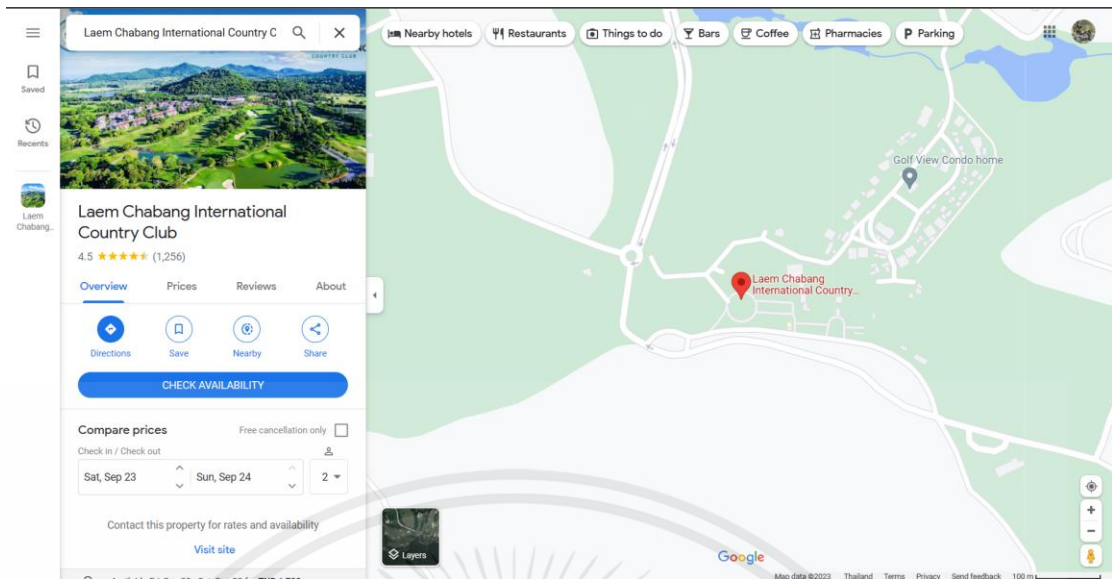 Laem Chabang International Country C
Nearby hotels
Restaurants
Things to do
Bars
Coffee
Pharmacies
Parking
Saved
Recents
Laem
Chabang..
COUNTRY CLUB
Laem Chabang International
Country Club
4.5 (1,256)
Overview Prices Reviews About
Directions Save Nearby Share
CHECK AVAILABILITY
Compare prices Free cancellation only
Check in / Check out
Sat, Sep 23 Sun, Sep 24 2
Contact this property for rates and availability
Visit site
Golf View Condo home
Laem Chabang
International Country...
Layers
Google
Map data ©2023 Thailand Terms Privacy Send feedback 100 m